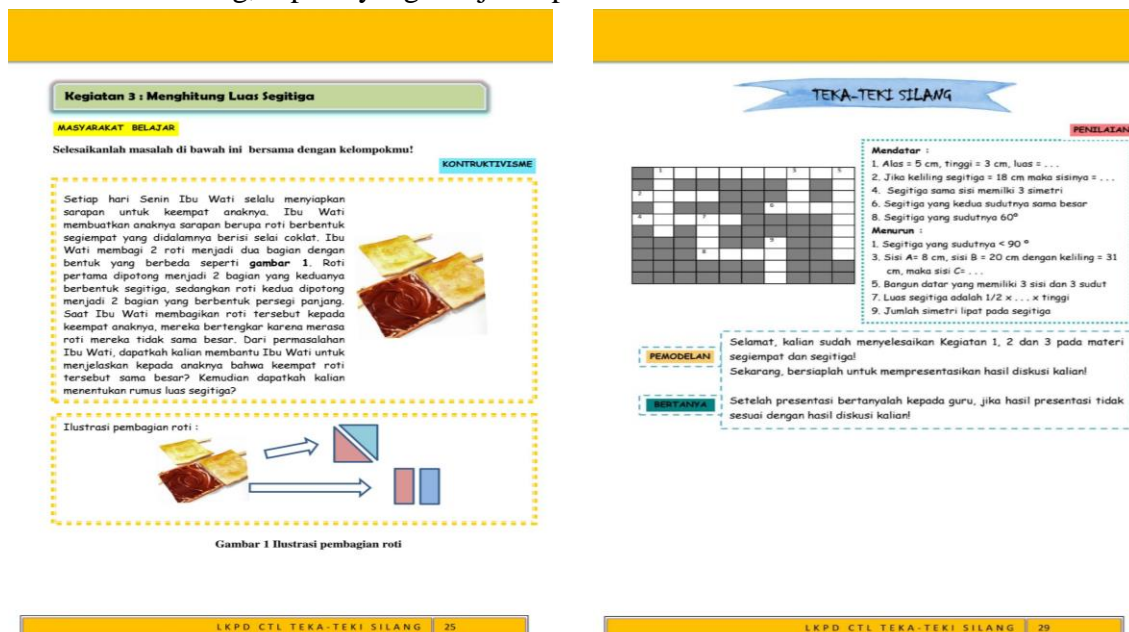 Kegiatan 3 : Menghitung Luas Segitiga
MASYARAKAT BELAJAR
Selesaikanlah masalah di bawah ini bersama dengan kelompokmu!
KONTRUKTIVISME
Setiap hari Senin Ibu Wati selalu menyiapkan
sarapan untuk keempat anaknya. Ibu Wati
membuatkan anaknya sarapan berupa roti berbentuk
segiempat yang didalamnya berisi selai coklat. Ibu
Wati membagi 2 roti menjadi dua bagian dengan
bentuk yang berbeda seperti gambar 1. Roti
pertama dipotong menjadi 2 bagian yang keduanya
berbentuk segitiga, sedangkan roti kedua dipotong
menjadi 2 bagian yang berbentuk persegi panjang.
Saat Ibu Wati membagikan roti tersebut kepada
keempat anaknya, mereka bertengkar karena merasa
roti mereka tidak sama besar. Dari permasalahan
Ibu Wati, dapatkah kalian membantu Ibu Wati untuk
menjelaskan kepada anaknya bahwa keempat roti
tersebut sama besar? Kemudian dapatkah kalian
menentukan rumus luas segitiga?
Ilustrasi pembagian roti :
Gambar 1 Ilustrasi pembagian roti
LKPD CTL TEKA-TEKI SILANG 25
TEKA-TEKI SILANG
PENILAIAN
1
3
5
2
6
4
7
9
8
Mendatar :
1. Alas = 5 cm, tinggi = 3 cm, luas = . . .
2. Jika keliling segitiga = 18 cm maka sisinya = . . .
4. Segitiga sama sisi memilki 3 simetri
6. Segitiga yang kedua sudutnya sama besar
8. Segitiga yang sudutnya 60°
Menurun :
1. Segitiga yang sudutnya < 90 °
3. Sisi A= 8 cm, sisi B = 20 cm dengan keliling = 31
cm, maka sisi C= . . .
5. Bangun datar yang memiliki 3 sisi dan 3 sudut
7. Luas segitiga adalah 1/2 x . . . x tinggi
9. Jumlah simetri lipat pada segitiga
PEMODELAN
Selamat, kalian sudah menyelesaikan Kegiatan 1, 2 dan 3 pada materi
segiempat dan segitiga!
Sekarang, bersiaplah untuk mempresentasikan hasil diskusi kalian!
BERTANYA
Setelah presentasi bertanyalah kepada guru, jika hasil presentasi tidak
sesuai dengan hasil diskusi kalian!
LKPD CTL TEKA-TEKI SILANG 29